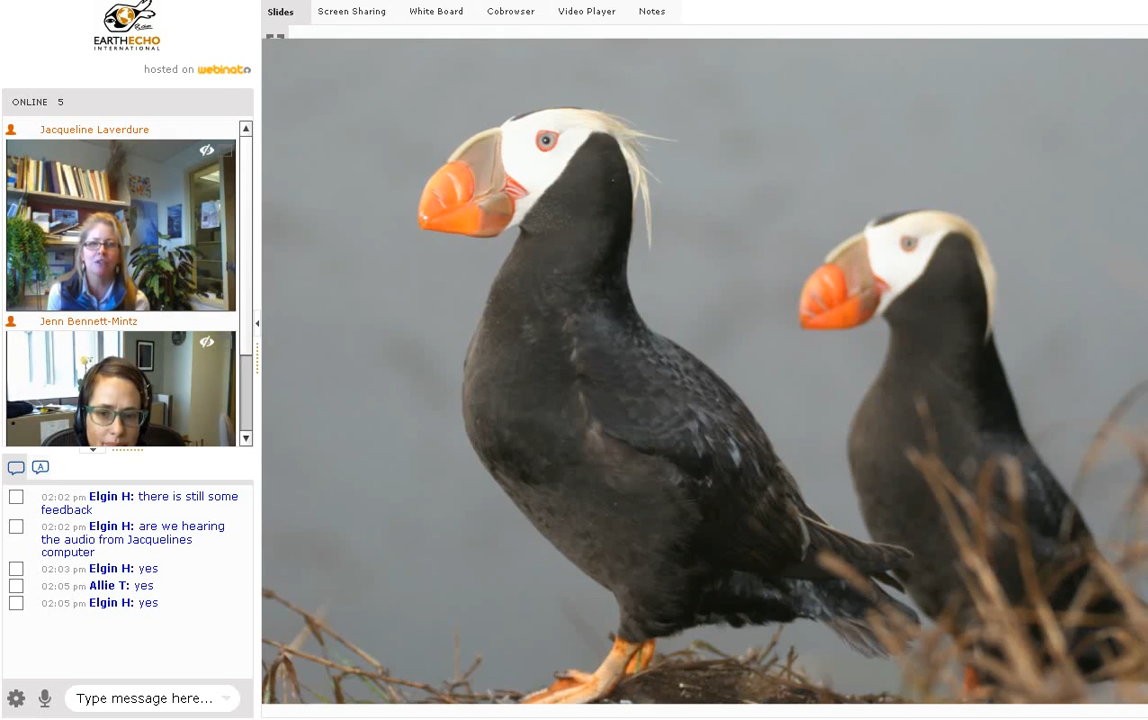 EARTHECHO
INTERNATIONAL
hosted on webinato
ONLINE 5
Jacqueline Laverdure
Jenn Bennett-Mintz
02:02 pm Elgin H: there is still some
feedback
02:02 pm Elgin H: are we hearing
the audio from Jacquelines
computer
02:03 pm Elgin H: yes
02:05 pm Allie T: yes
02:05 pm Elgin H: yes
Type message here...
Slides Screen Sharing White Board Cobrowser Video Player Notes